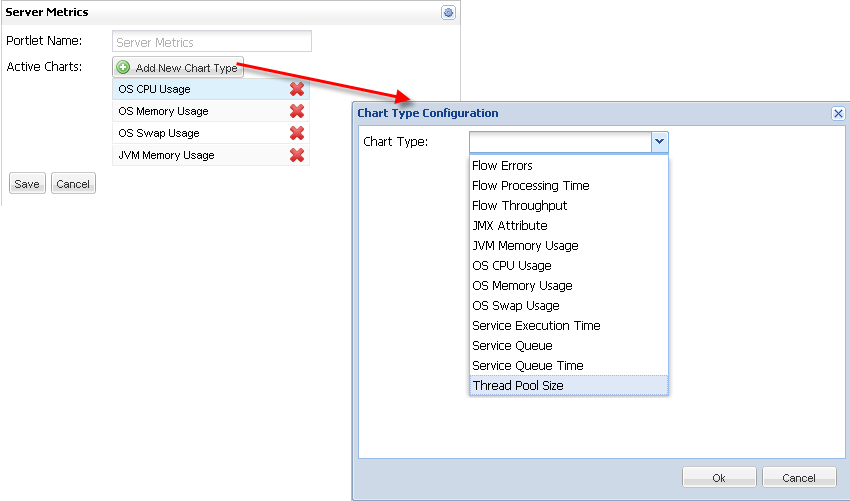 Server Metrics
Portlet Name: Server Metrics
Active Charts: Add New Chart Type
OS CPU Usage
OS Memory Usage
OS Swap Usage
JVM Memory Usage
Save Cancel
Chart Type Configuration
Chart Type:
Flow Errors
Flow Processing Time
Flow Throughput
JMX Attribute
JVM Memory Usage
OS CPU Usage
OS Memory Usage
OS Swap Usage
Service Execution Time
Service Queue
Service Queue Time
Thread Pool Size
Ok Cancel